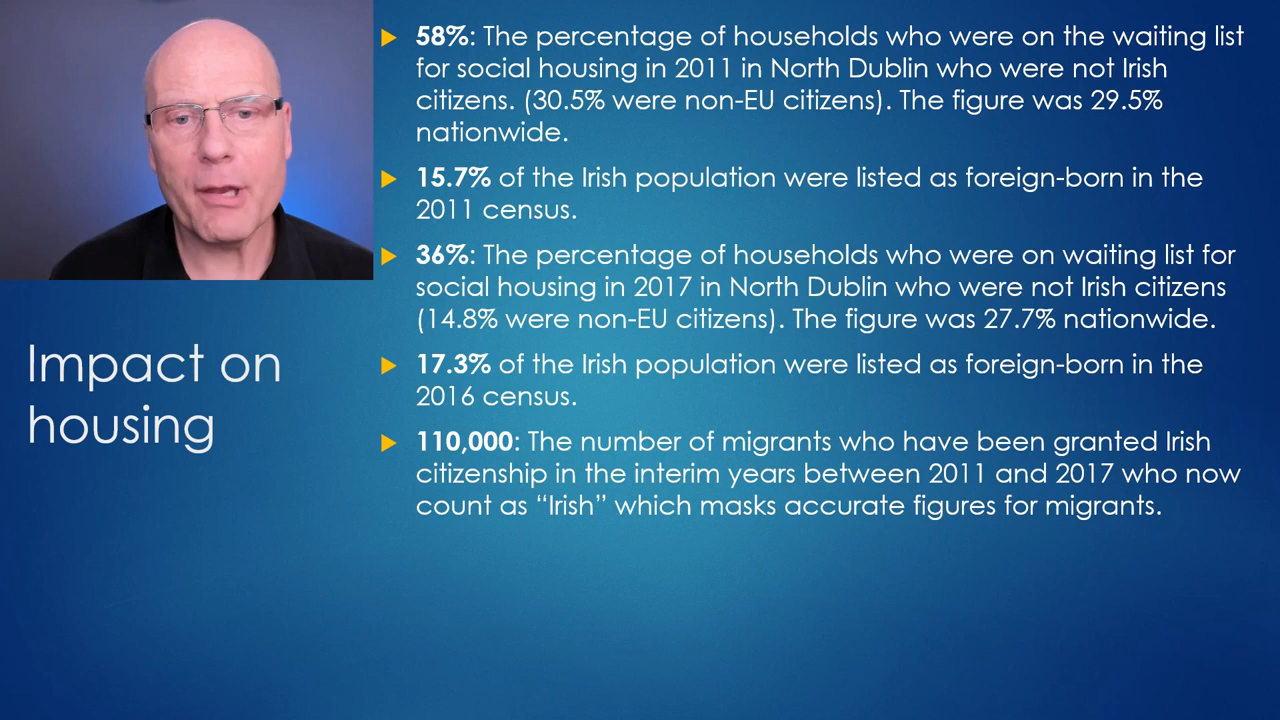 58%: The percentage of households who were on the waiting list
for social housing in 2011 in North Dublin who were not Irish
citizens. (30.5% were non-EU citizens). The figure was 29.5%
nationwide.
15.7% of the Irish population were listed as foreign-born in the
2011 census.
36%: The percentage of households who were on waiting list for
social housing in 2017 in North Dublin who were not Irish citizens
(14.8% were non-EU citizens). The figure was 27.7% nationwide.
17.3% of the Irish population were listed as foreign-born in the
2016 census.
110,000: The number of migrants who have been granted Irish
citizenship in the interim years between 2011 and 2017 who now
count as “Irish” which masks accurate figures for migrants.
Impact on
housing